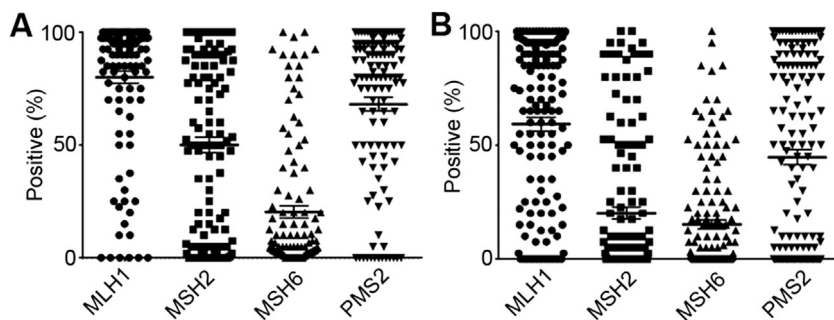 A
B
Positive (%)
100
50
0
MLH1
MSH2
MSH6
PMS2
Positive (%)
100
50
0
MLH1
MSH2
MSH6
PMS2